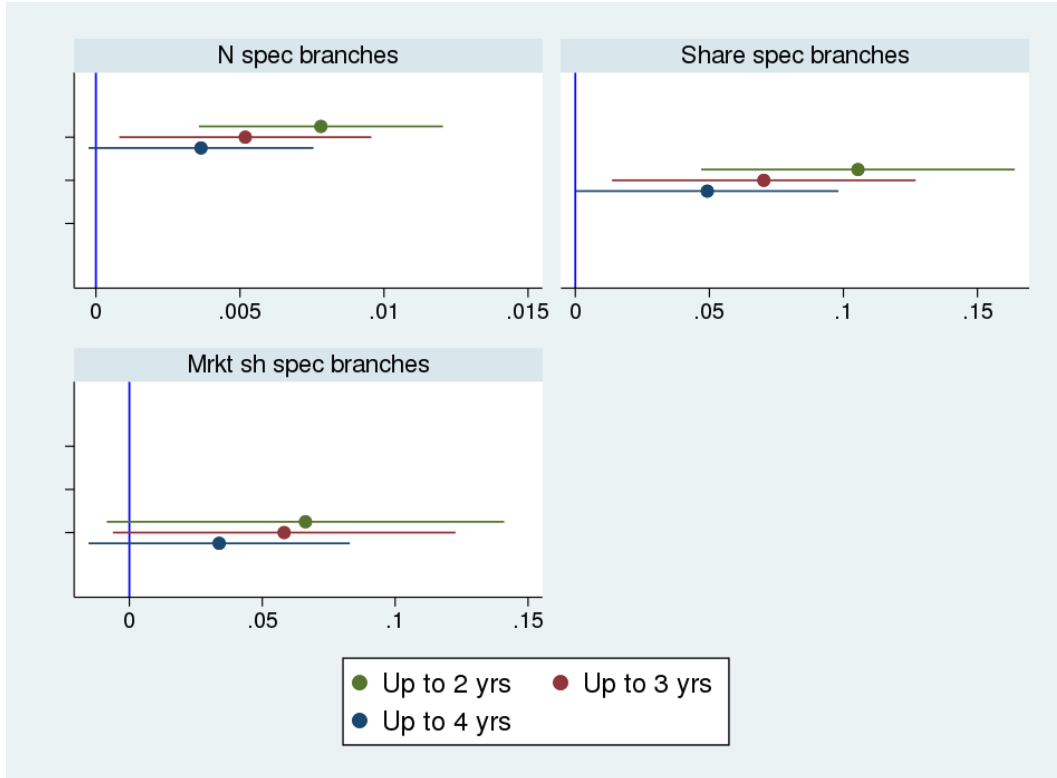 N spec branches
0 .005 .01 .015
Share spec branches
0 .05 .1 .15
Mrkt sh spec branches
0 .05 .1 .15
Up to 2 yrs Up to 3 yrs
Up to 4 yrs